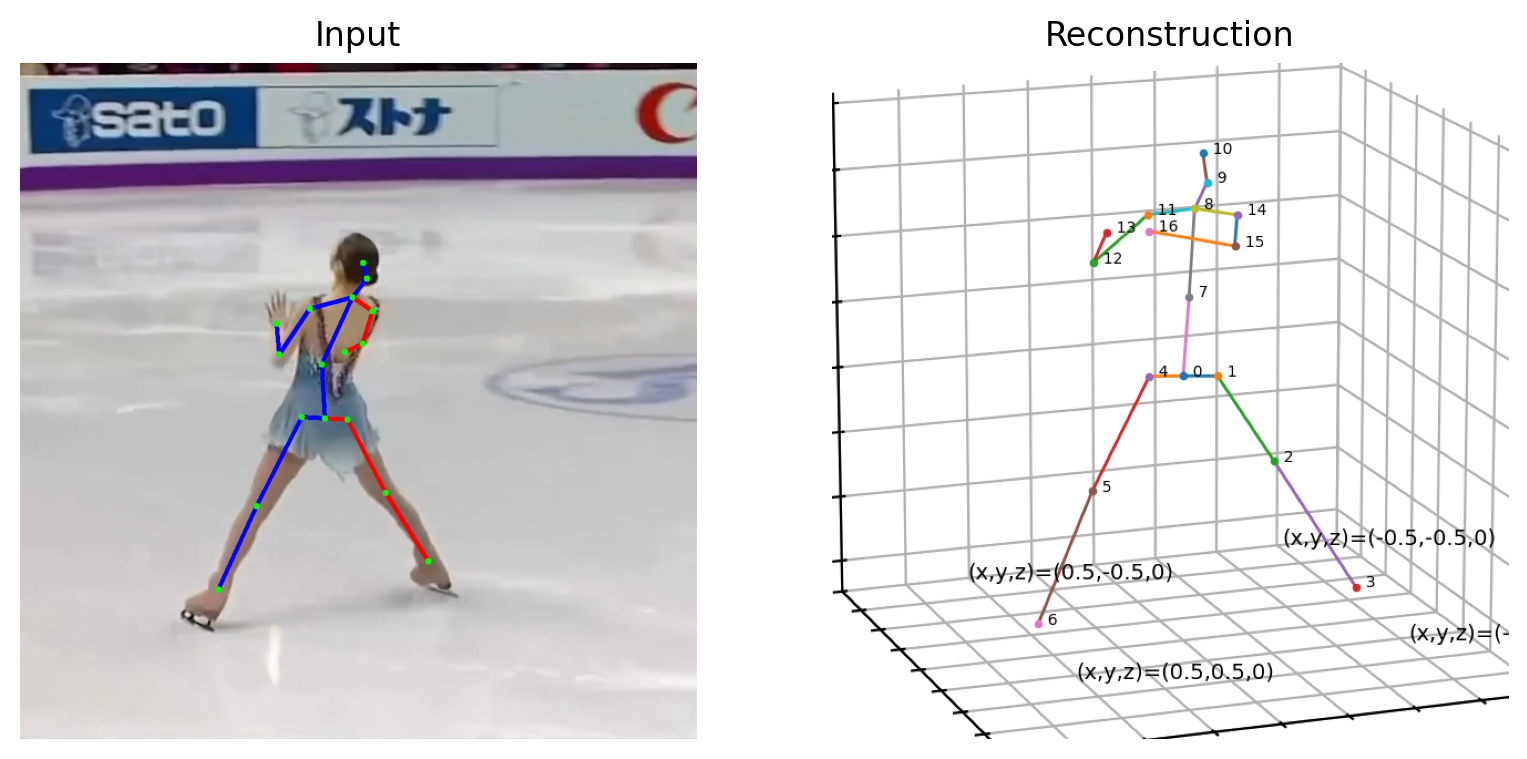 Input
Reconstruction
sato
ストナ
10
9
8
11
14
16
13
15
12
7
4
0
1
2
5
(x,y,z)=(-0.5,-0.5,0)
(x,y,z)=(0.5,-0.5,0)
3
6
(x,y,z)=(-
(x,y,z)=(0.5,0.5,0)